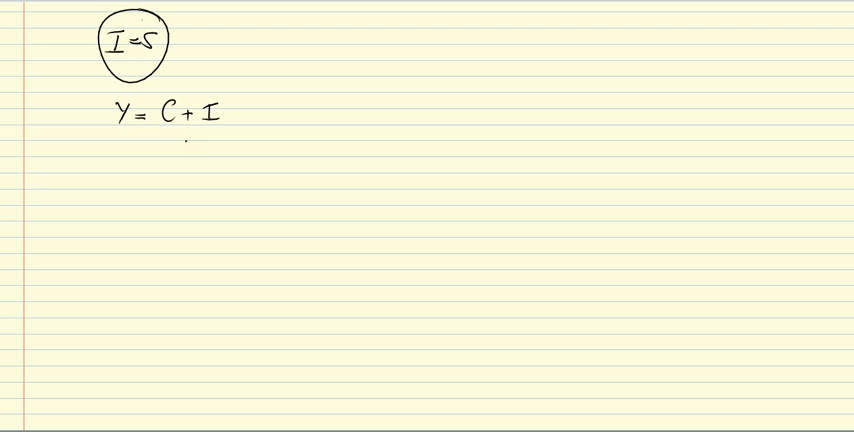 I=S
Y = C + I